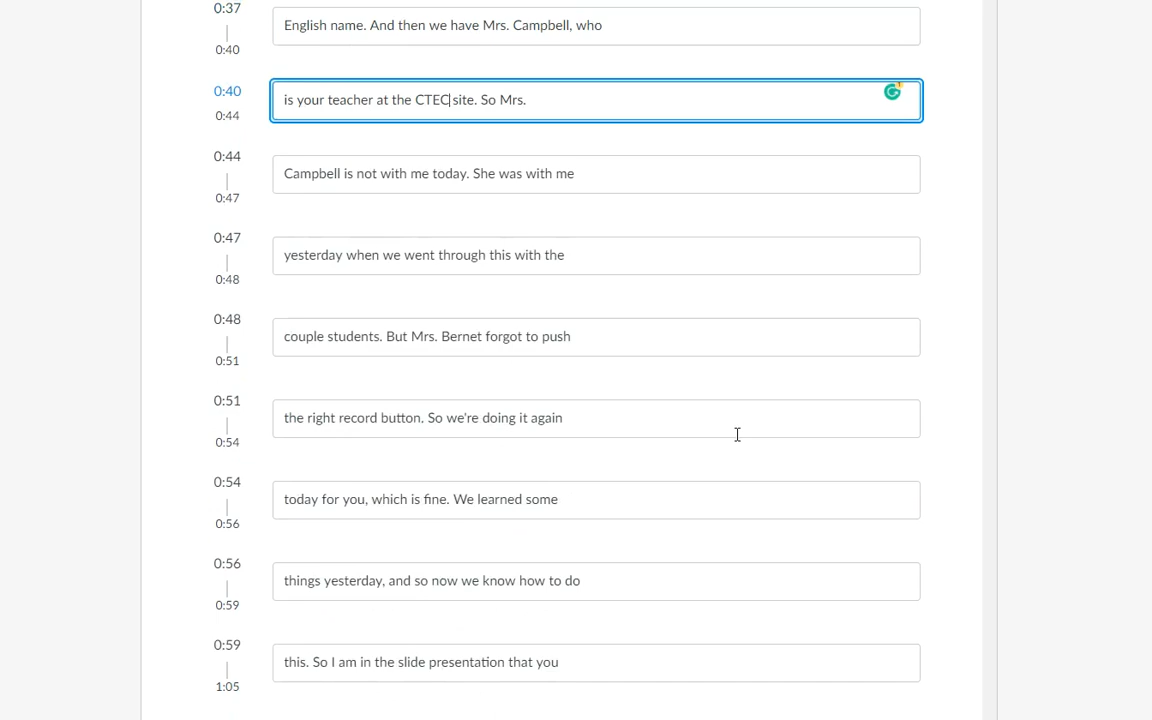 0:37
English name. And then we have Mrs. Campbell, who
0:40
0:40
is your teacher at the CTEC site. So Mrs.
0:44
0:44
Campbell is not with me today. She was with me
0:47
0:47
yesterday when we went through this with the
0:48
0:48
couple students. But Mrs. Bernet forgot to push
0:51
0:51
the right record button. So we're doing it again
0:54
0:54
today for you, which is fine. We learned some
0:56
0:56
things yesterday, and so now we know how to do
0:59
0:59
this. So I am in the slide presentation that you
1:05